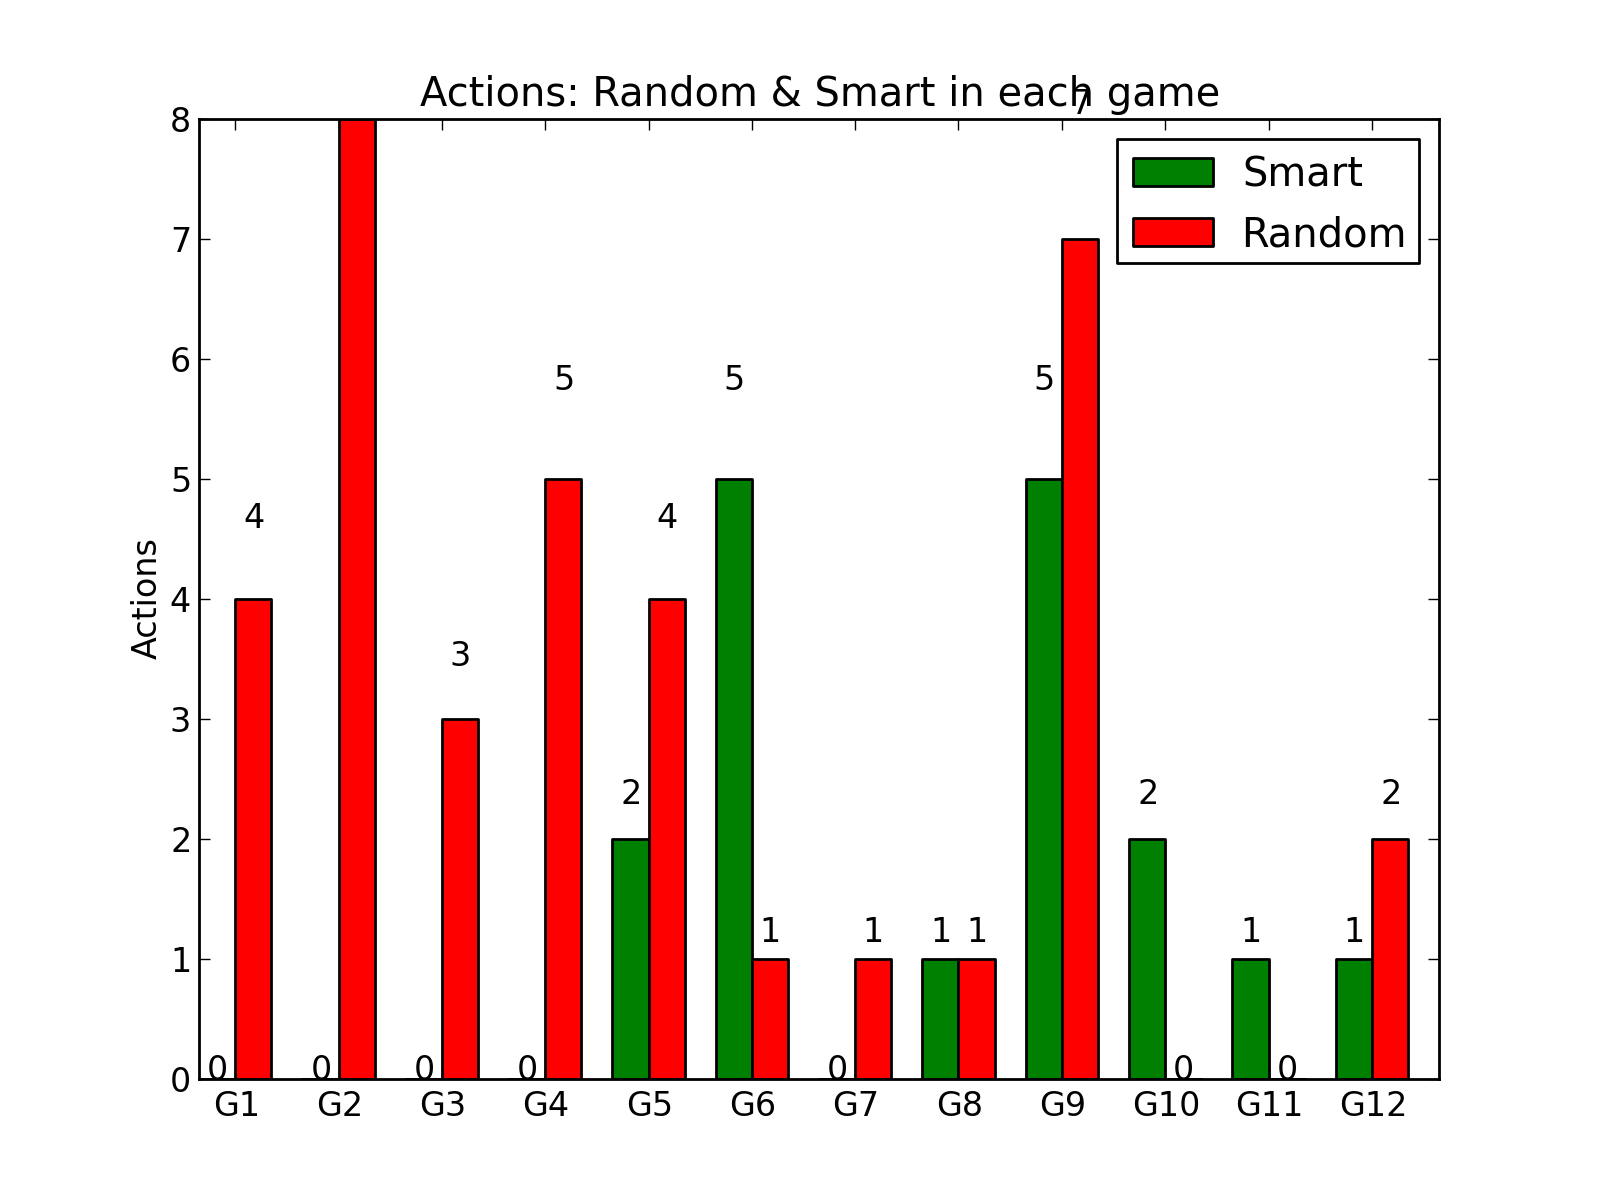 Actions: Random & Smart in each game
7
Smart
Random
Actions
8
7
6
5
4
3
2
1
0
5 5 5
4 4
3
2 2 2
1 1 1 1 1 1
0 0 0 0 0 0 0
G1 G2 G3 G4 G5 G6 G7 G8 G9 G10 G11 G12